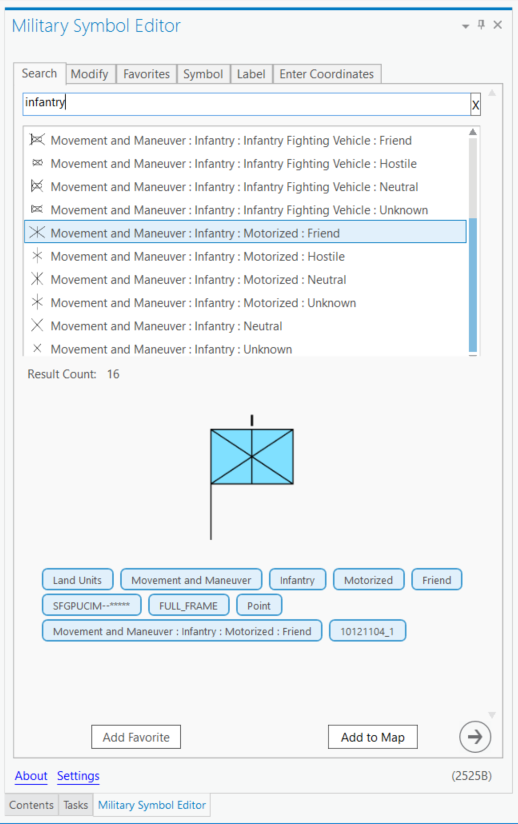 Military Symbol Editor
Search Modify Favorites Symbol Label Enter Coordinates
infantry X
Movement and Maneuver : Infantry : Infantry Fighting Vehicle : Friend
Movement and Maneuver : Infantry : Infantry Fighting Vehicle : Hostile
Movement and Maneuver : Infantry : Infantry Fighting Vehicle : Neutral
Movement and Maneuver : Infantry : Infantry Fighting Vehicle : Unknown
Movement and Maneuver : Infantry : Motorized : Friend
Movement and Maneuver : Infantry : Motorized : Hostile
Movement and Maneuver : Infantry : Motorized : Neutral
Movement and Maneuver : Infantry : Motorized : Unknown
Movement and Maneuver : Infantry : Neutral
Movement and Maneuver : Infantry : Unknown
Result Count: 16
Land Units Movement and Maneuver Infantry Motorized Friend
SFGPUCIM--***** FULL_FRAME Point
Movement and Maneuver : Infantry : Motorized : Friend 10121104_1
Add Favorite Add to Map
About Settings (2525B)
Contents Tasks Military Symbol Editor